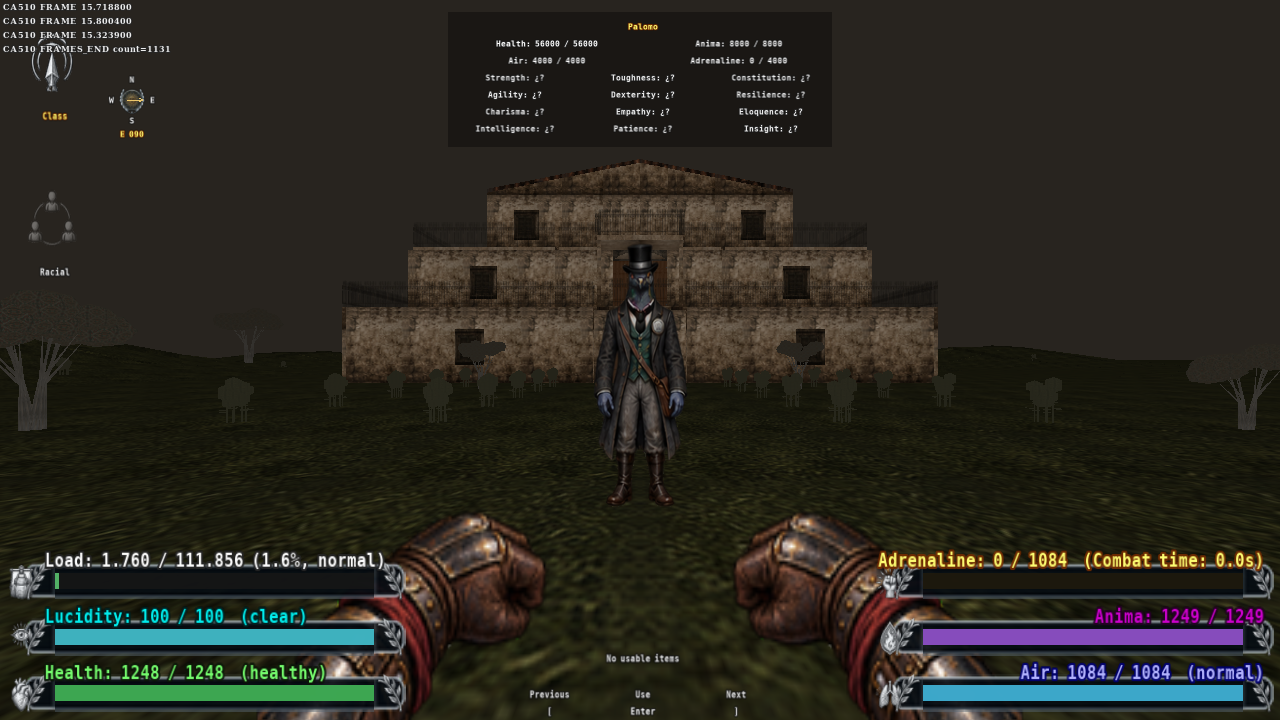 CA510 FRAME 15.718800
CA510 FRAME 15.800400
CA510 FRAME 15.323900
CA510 FRAMES_END count=1131
Class
N
W E
S
E 090
Racial
Palomo
Health: 56000 / 56000 Anima: 8000 / 8000
Air: 4000 / 4000 Adrenaline: 0 / 4000
Strength: ¿? Toughness: ¿? Constitution: ¿?
Agility: ¿? Dexterity: ¿? Resilience: ¿?
Charisma: ¿? Empathy: ¿? Eloquence: ¿?
Intelligence: ¿? Patience: ¿? Insight: ¿?
Load: 1.760 / 111.856 (1.6%, normal)
Lucidity: 100 / 100 (clear)
Health: 1248 / 1248 (healthy)
No usable items
Previous Use Next
[ Enter ]
Adrenaline: 0 / 1084 (Combat time: 0.0s)
Anima: 1249 / 1249
Air: 1084 / 1084 (normal)